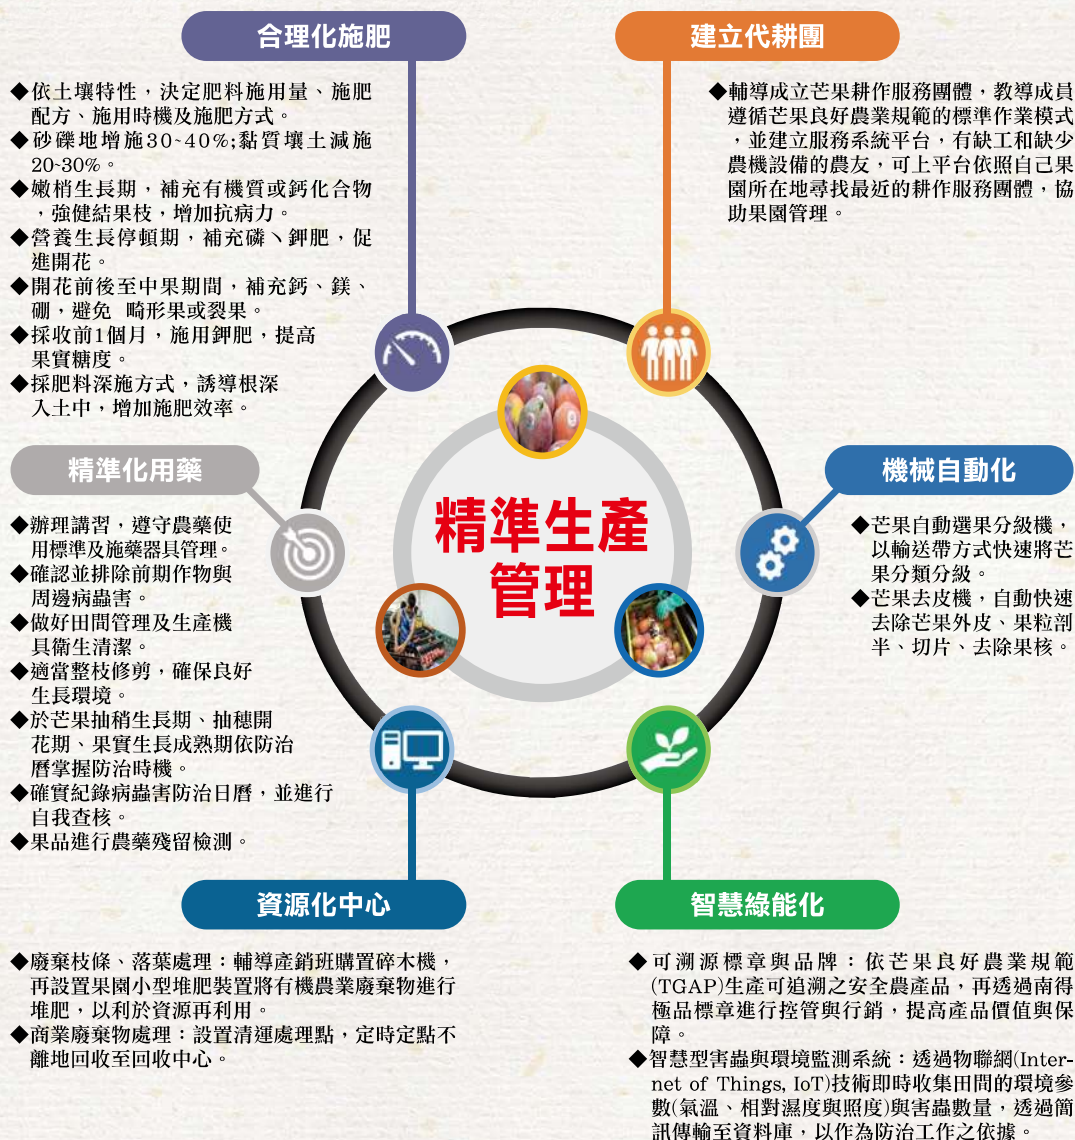 合理化施肥
◆依土壤特性，決定肥料施用量、施肥
配方、施用時機及施肥方式。
◆砂礫地增施30~40%;黏質壤土減施
20~30%。
◆嫩梢生長期，補充有機質或鈣化合物
，強健結果枝，增加抗病力。
◆營養生長停頓期，補充磷、鉀肥，促
進開花。
◆開花前後至中果期間，補充鈣、鎂、
硼，避免 畸形果或裂果。
◆採收前1個月，施用鉀肥，提高
果實糖度。
◆採肥料深施方式，誘導根深
入土中，增加施肥效率。
建立代耕團
◆輔導成立芒果耕作服務團體，教導成員
遵循芒果良好農業規範的標準作業模式
，並建立服務系統平台，有缺工和缺少
農機設備的農友，可上平台依照自己果
園所在地尋找最近的耕作服務團體，協
助果園管理。
精準化用藥
◆辦理講習，遵守農藥使
用標準及施藥器具管理。
◆確認並排除前期作物與
周邊病蟲害。
◆做好田間管理及生產機
具衛生清潔。
◆適當整枝修剪，確保良好
生長環境。
◆於芒果抽稍生長期、抽穗開
花期、果實生長成熟期依防治
曆掌握防治時機。
◆確實紀錄病蟲害防治日曆，並進行
自我查核。
◆果品進行農藥殘留檢測。
精準生產
管理
機械自動化
◆芒果自動選果分級機，
以輸送帶方式快速將芒
果分類分級。
◆芒果去皮機，自動快速
去除芒果外皮、果粒剖
半、切片、去除果核。
資源化中心
◆廢棄枝條、落葉處理：輔導產銷班購置碎木機，
再設置果園小型堆肥裝置將有機農業廢棄物進行
堆肥，以利於資源再利用。
◆商業廢棄物處理：設置清運處理點，定時定點不
離地回收至回收中心。
智慧綠能化
◆可溯源標章與品牌：依芒果良好農業規範
(TGAP)生產可追溯之安全農產品，再透過南得
極品標章進行控管與行銷，提高產品價值與保
障。
◆智慧型害蟲與環境監測系統：透過物聯網(Inter-
net of Things, IoT)技術即時收集田間的環境參
數(氣溫、相對濕度與照度)與害蟲數量，透過簡
訊傳輸至資料庫，以作為防治工作之依據。